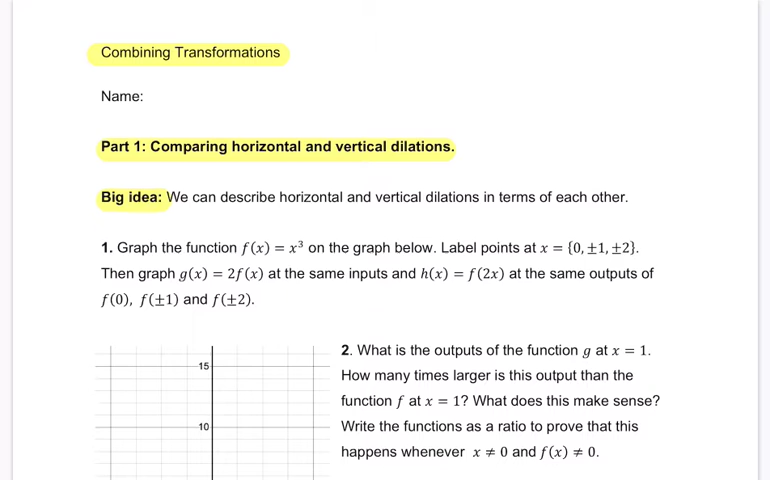 Combining Transformations
Name:
Part 1: Comparing horizontal and vertical dilations.
Big idea: We can describe horizontal and vertical dilations in terms of each other.
1. Graph the function f(x) = x³ on the graph below. Label points at x = {0, ±1, ±2}.
Then graph g(x) = 2f(x) at the same inputs and h(x) = f(2x) at the same outputs of
f(0), f(±1) and f(±2).
15
10
2. What is the outputs of the function g at x = 1.
How many times larger is this output than the
function f at x = 1? What does this make sense?
Write the functions as a ratio to prove that this
happens whenever x ≠ 0 and f(x) ≠ 0.